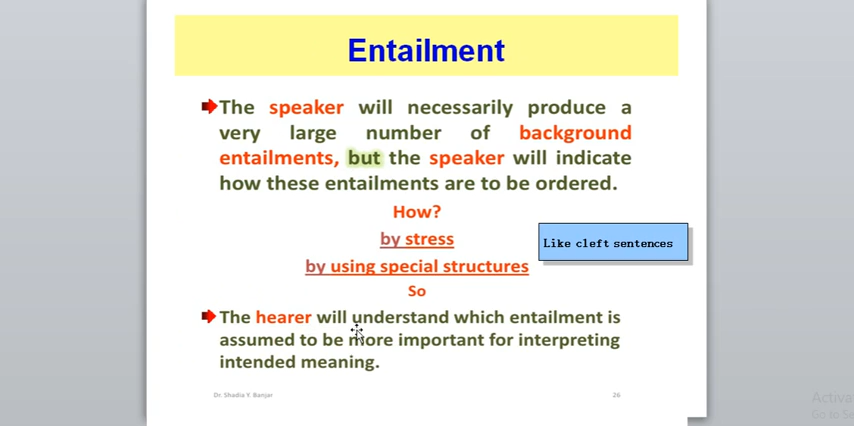 Entailment
The speaker will necessarily produce a
very large number of background
entailments, but the speaker will indicate
how these entailments are to be ordered.
How?
by stress
Like cleft sentences
by using special structures
So
The hearer will understand which entailment is
assumed to be more important for interpreting
intended meaning.
Dr. Shadia Y. Banjar
26